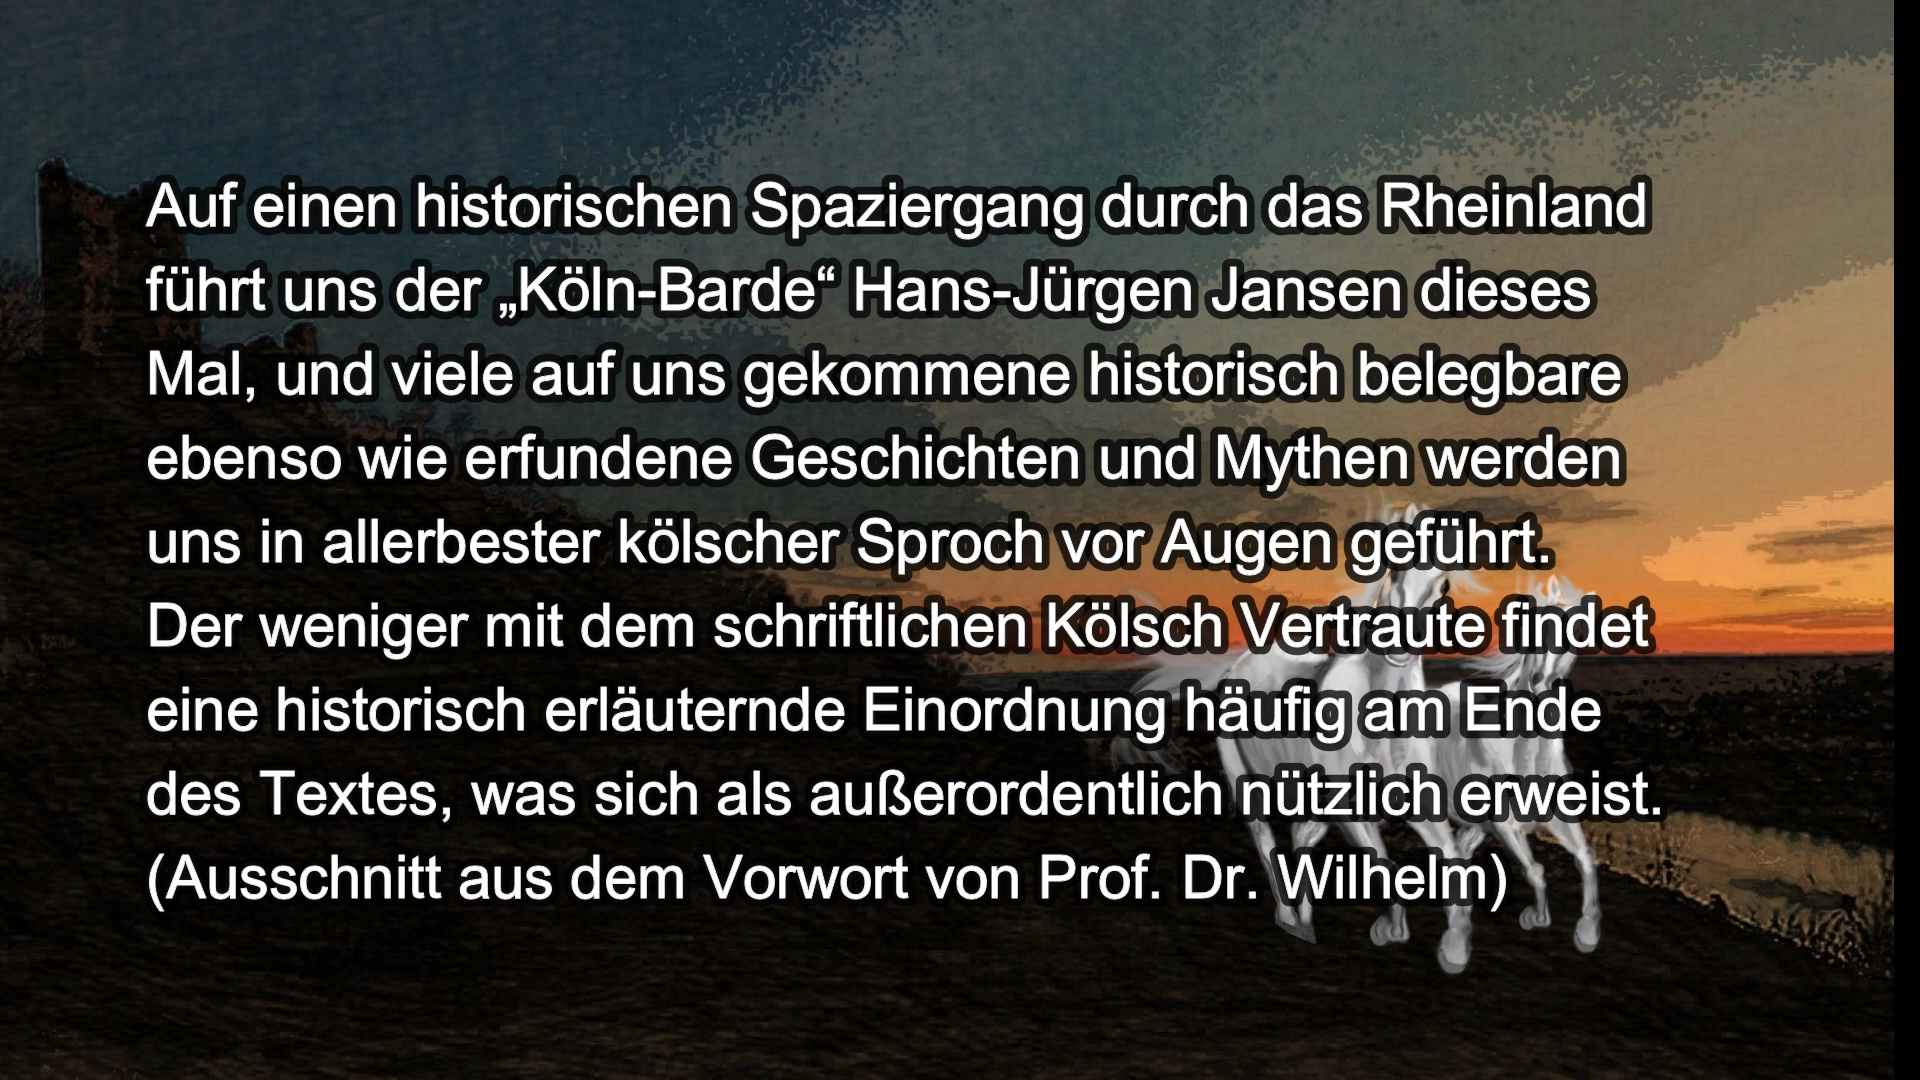 Auf einen historischen Spaziergang durch das Rheinland
führt uns der „Köln-Barde“ Hans-Jürgen Jansen dieses
Mal, und viele auf uns gekommene historisch belegbare
ebenso wie erfundene Geschichten und Mythen werden
uns in allerbester kölscher Sproch vor Augen geführt.
Der weniger mit dem schriftlichen Kölsch Vertraute findet
eine historisch erläuternde Einordnung häufig am Ende
des Textes, was sich als außerordentlich nützlich erweist.
(Ausschnitt aus dem Vorwort von Prof. Dr. Wilhelm)